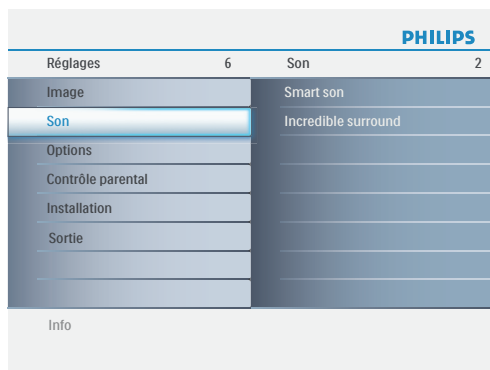 PHILIPS
Réglages 6 Son 2
Image Smart son
Son Incredible surround
Options
Contrôle parental
Installation
Sortie
Info